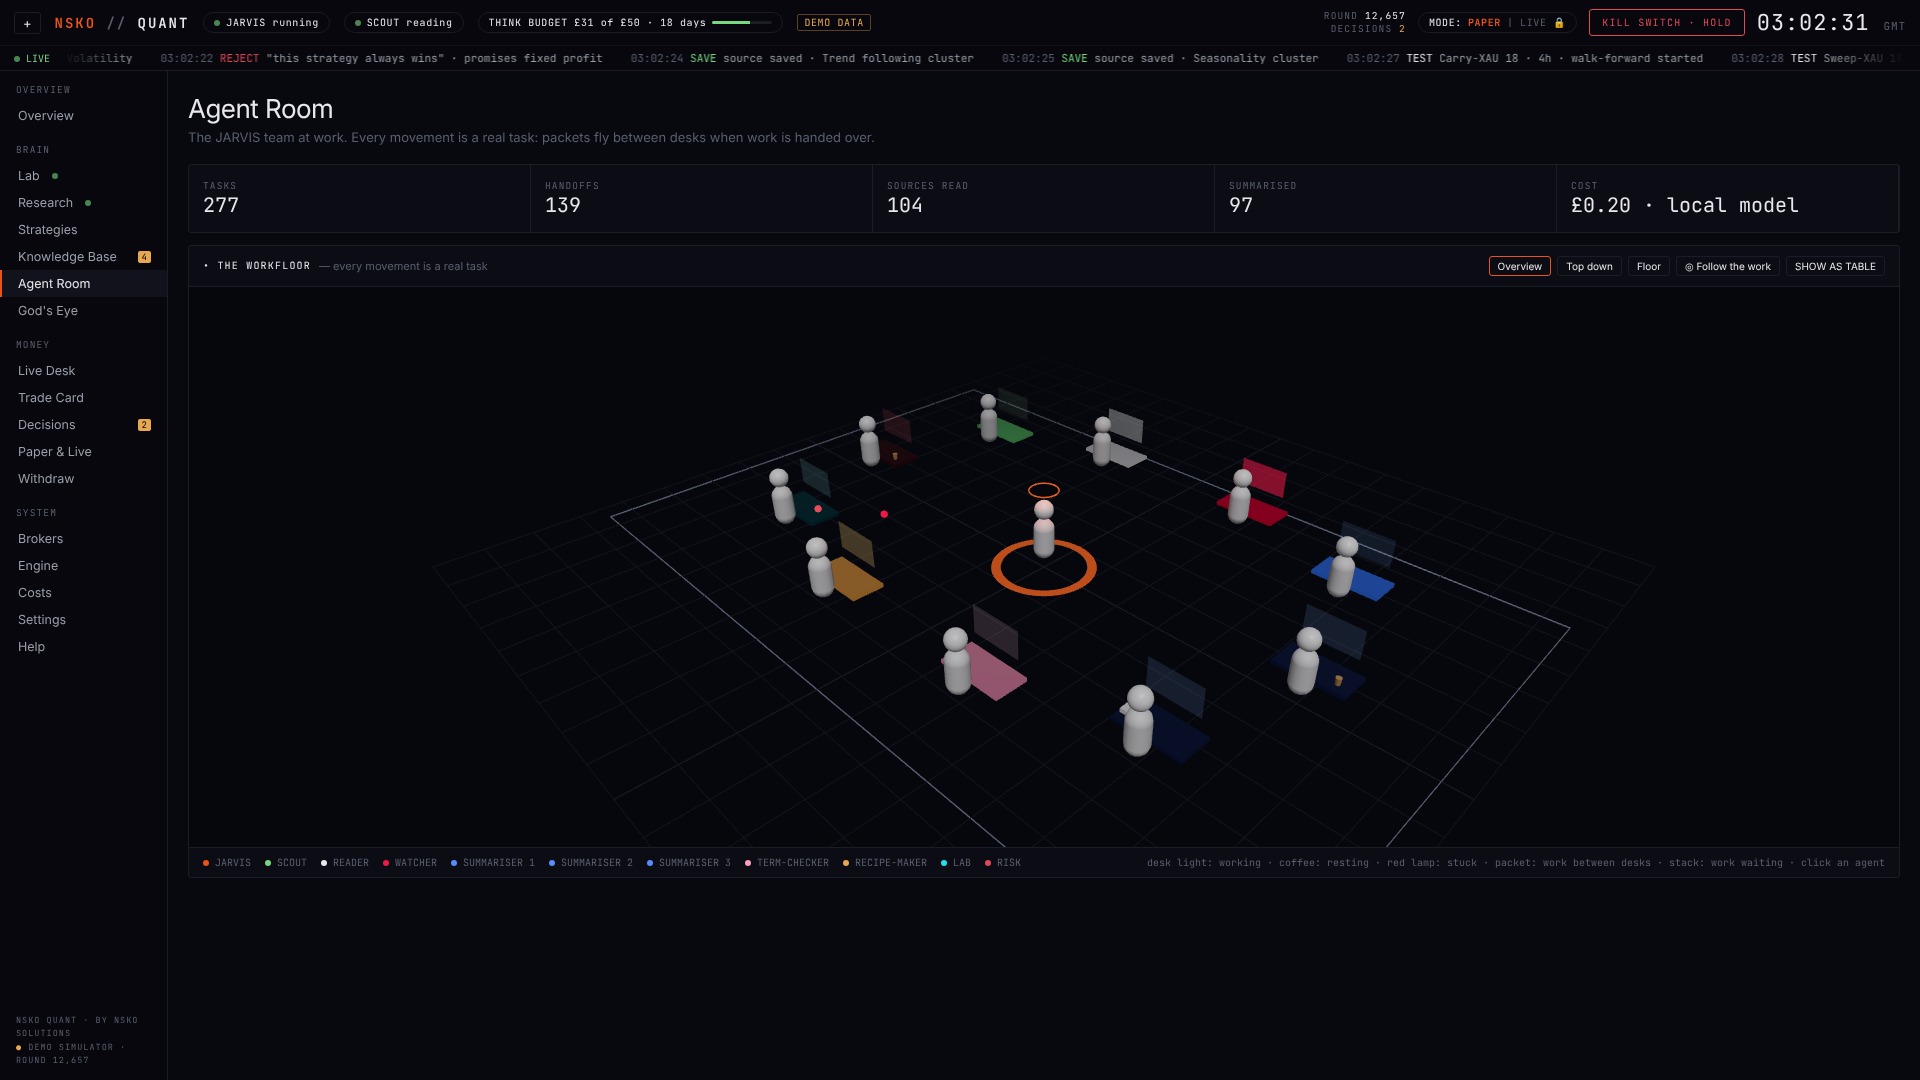 + NSKO // QUANT JARVIS running SCOUT reading THINK BUDGET £31 of £50 · 18 days DEMO DATA ROUND 12,657 DECISIONS 2 MODE: PAPER | LIVE 🔒 KILL SWITCH · HOLD 03:02:31 GMT
LIVE Volatility 03:02:22 REJECT "this strategy always wins" · promises fixed profit 03:02:24 SAVE source saved · Trend following cluster 03:02:25 SAVE source saved · Seasonality cluster 03:02:27 TEST Carry-XAU 18 · 4h · walk-forward started 03:02:28 TEST Sweep-XAU
OVERVIEW
Overview
BRAIN
Lab
Research
Strategies
Knowledge Base 4
Agent Room
God's Eye
MONEY
Live Desk
Trade Card
Decisions 2
Paper & Live
Withdraw
SYSTEM
Brokers
Engine
Costs
Settings
Help
NSKO QUANT · BY NSKO
SOLUTIONS
DEMO SIMULATOR ·
ROUND 12,657
Agent Room
The JARVIS team at work. Every movement is a real task: packets fly between desks when work is handed over.
TASKS
277
HANDOFFS
139
SOURCES READ
104
SUMMARISED
97
COST
£0.20 · local model
• THE WORKFLOOR — every movement is a real task
Overview Top down Floor ◎ Follow the work SHOW AS TABLE
JARVIS SCOUT READER WATCHER SUMMARISER 1 SUMMARISER 2 SUMMARISER 3 TERM-CHECKER RECIPE-MAKER LAB RISK
desk light: working · coffee: resting · red lamp: stuck · packet: work between desks · stack: work waiting · click an agent